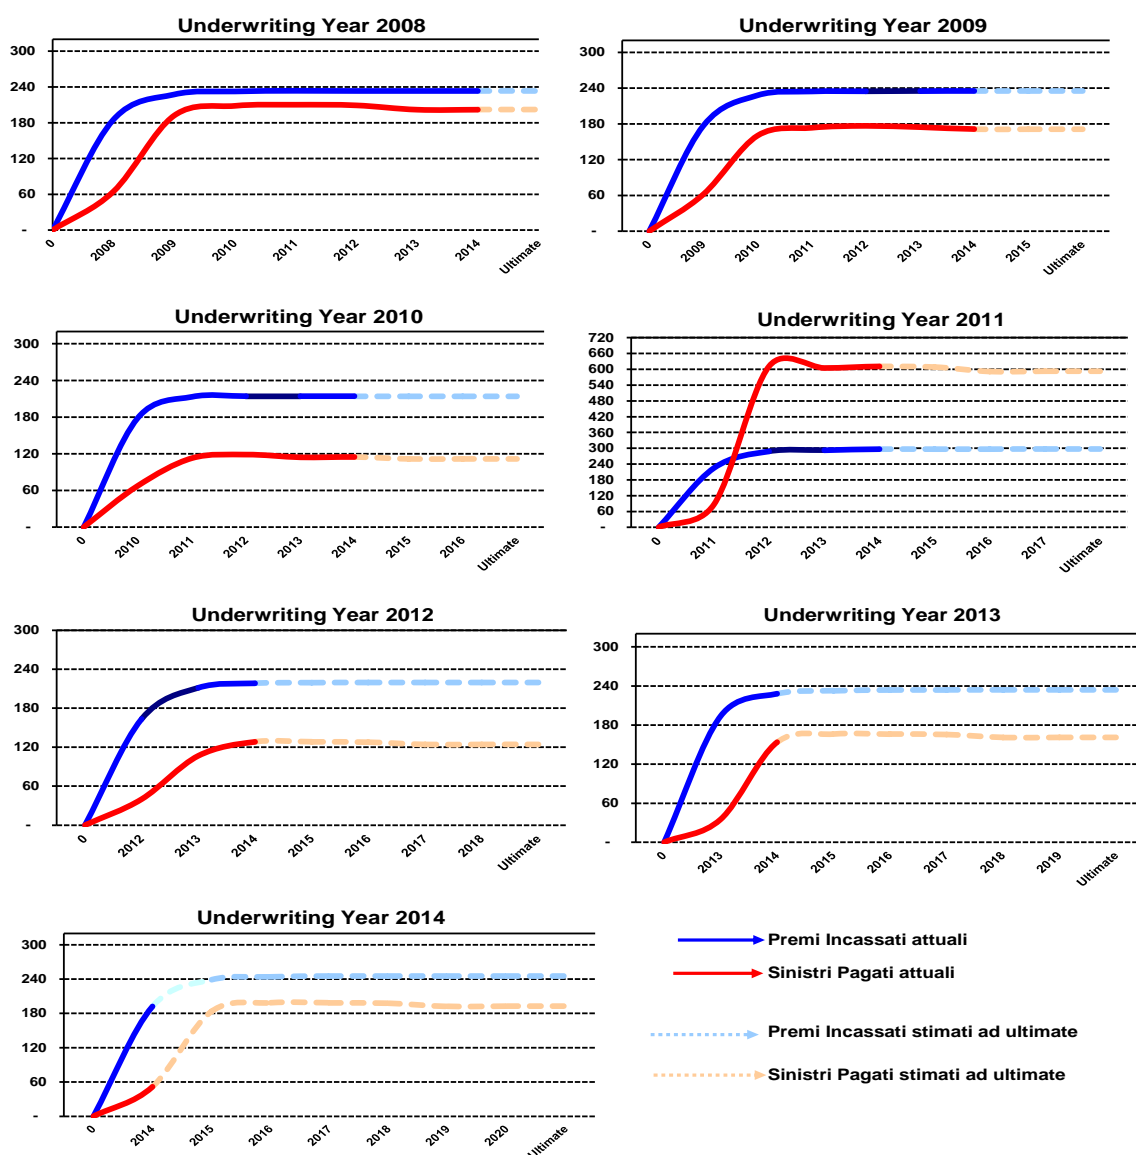 Underwriting Year 2008
300
240
180
120
60
-
0 2008 2009 2010 2011 2012 2013 2014 Ultimate
Underwriting Year 2009
300
240
180
120
60
-
0 2009 2010 2011 2012 2013 2014 2015 Ultimate
Underwriting Year 2010
300
240
180
120
60
-
0 2010 2011 2012 2013 2014 2015 2016 Ultimate
Underwriting Year 2011
720
660
600
540
480
420
360
300
240
180
120
60
-
0 2011 2012 2013 2014 2015 2016 2017 Ultimate
Underwriting Year 2012
300
240
180
120
60
-
0 2012 2013 2014 2015 2016 2017 2018 Ultimate
Underwriting Year 2013
300
240
180
120
60
-
0 2013 2014 2015 2016 2017 2018 2019 Ultimate
Underwriting Year 2014
300
240
180
120
60
-
0 2014 2015 2016 2017 2018 2019 2020 Ultimate
Premi Incassati attuali
Sinistri Pagati attuali
Premi Incassati stimati ad ultimate
Sinistri Pagati stimati ad ultimate